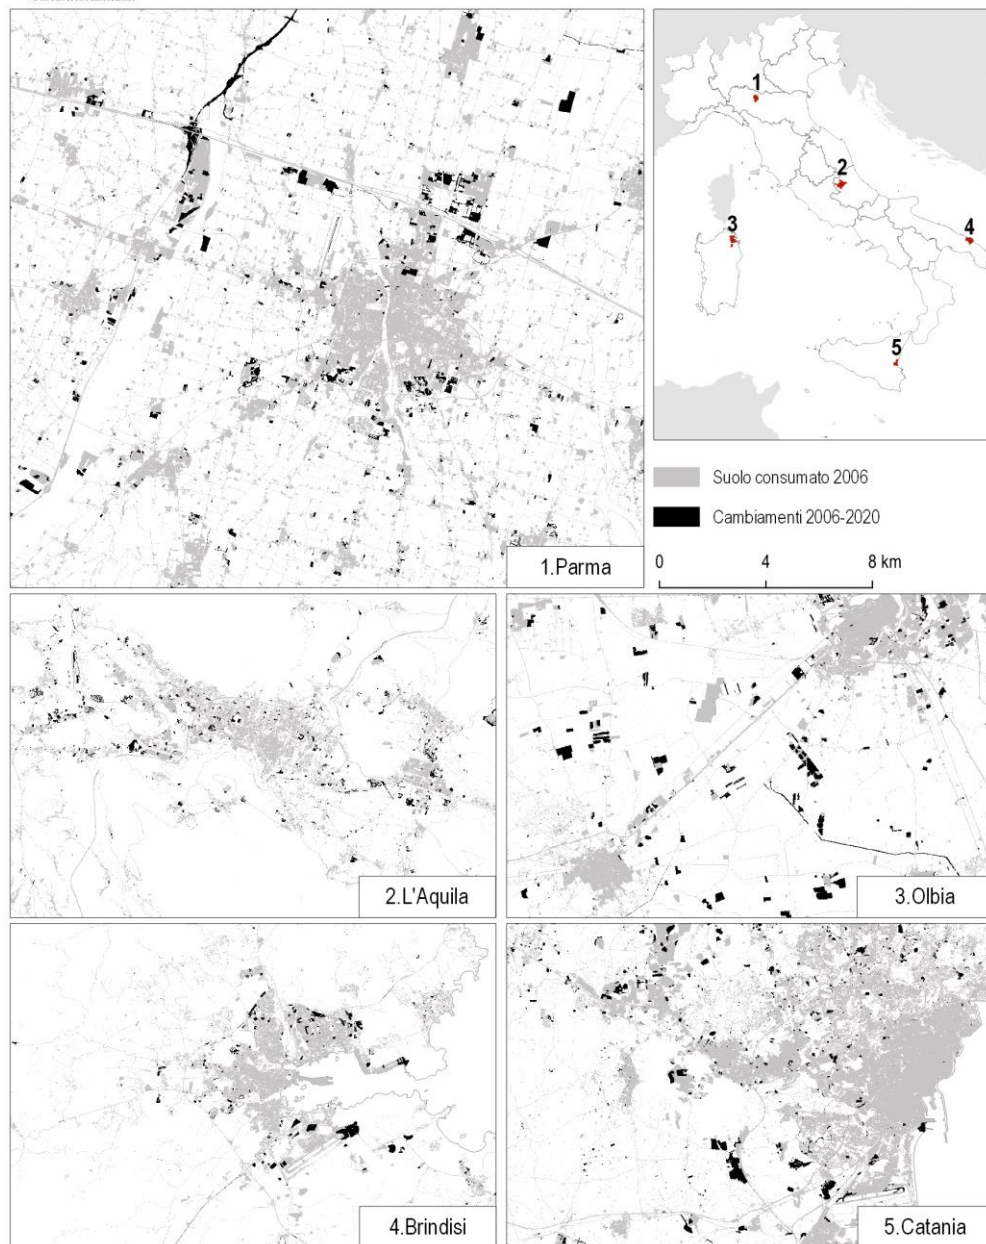 1
2
3
4
5
Suolo consumato 2006
Cambiamenti 2006-2020
0 4 8 km
1.Parma
2.L'Aquila
3.Olbia
4.Brindisi
5.Catania